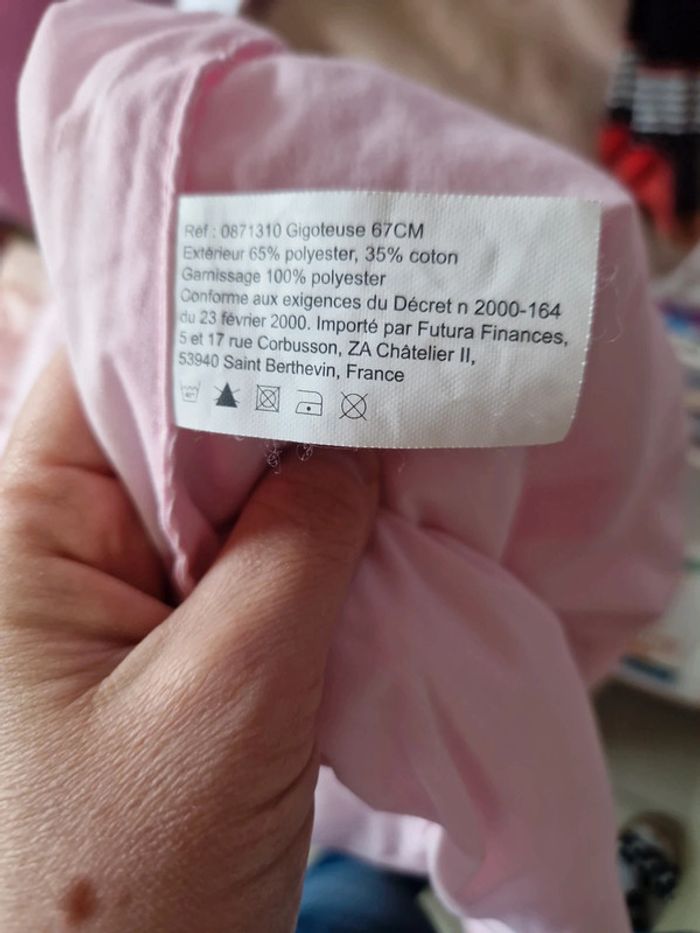 Réf : 0871310 Gigoteuse 67CM
Extérieur 65% polyester, 35% coton
Garnissage 100% polyester
Conforme aux exigences du Décret n 2000-164
du 23 février 2000. Importé par Futura Finances,
5 et 17 rue Corbusson, ZA Châtelier II,
53940 Saint Berthevin, France